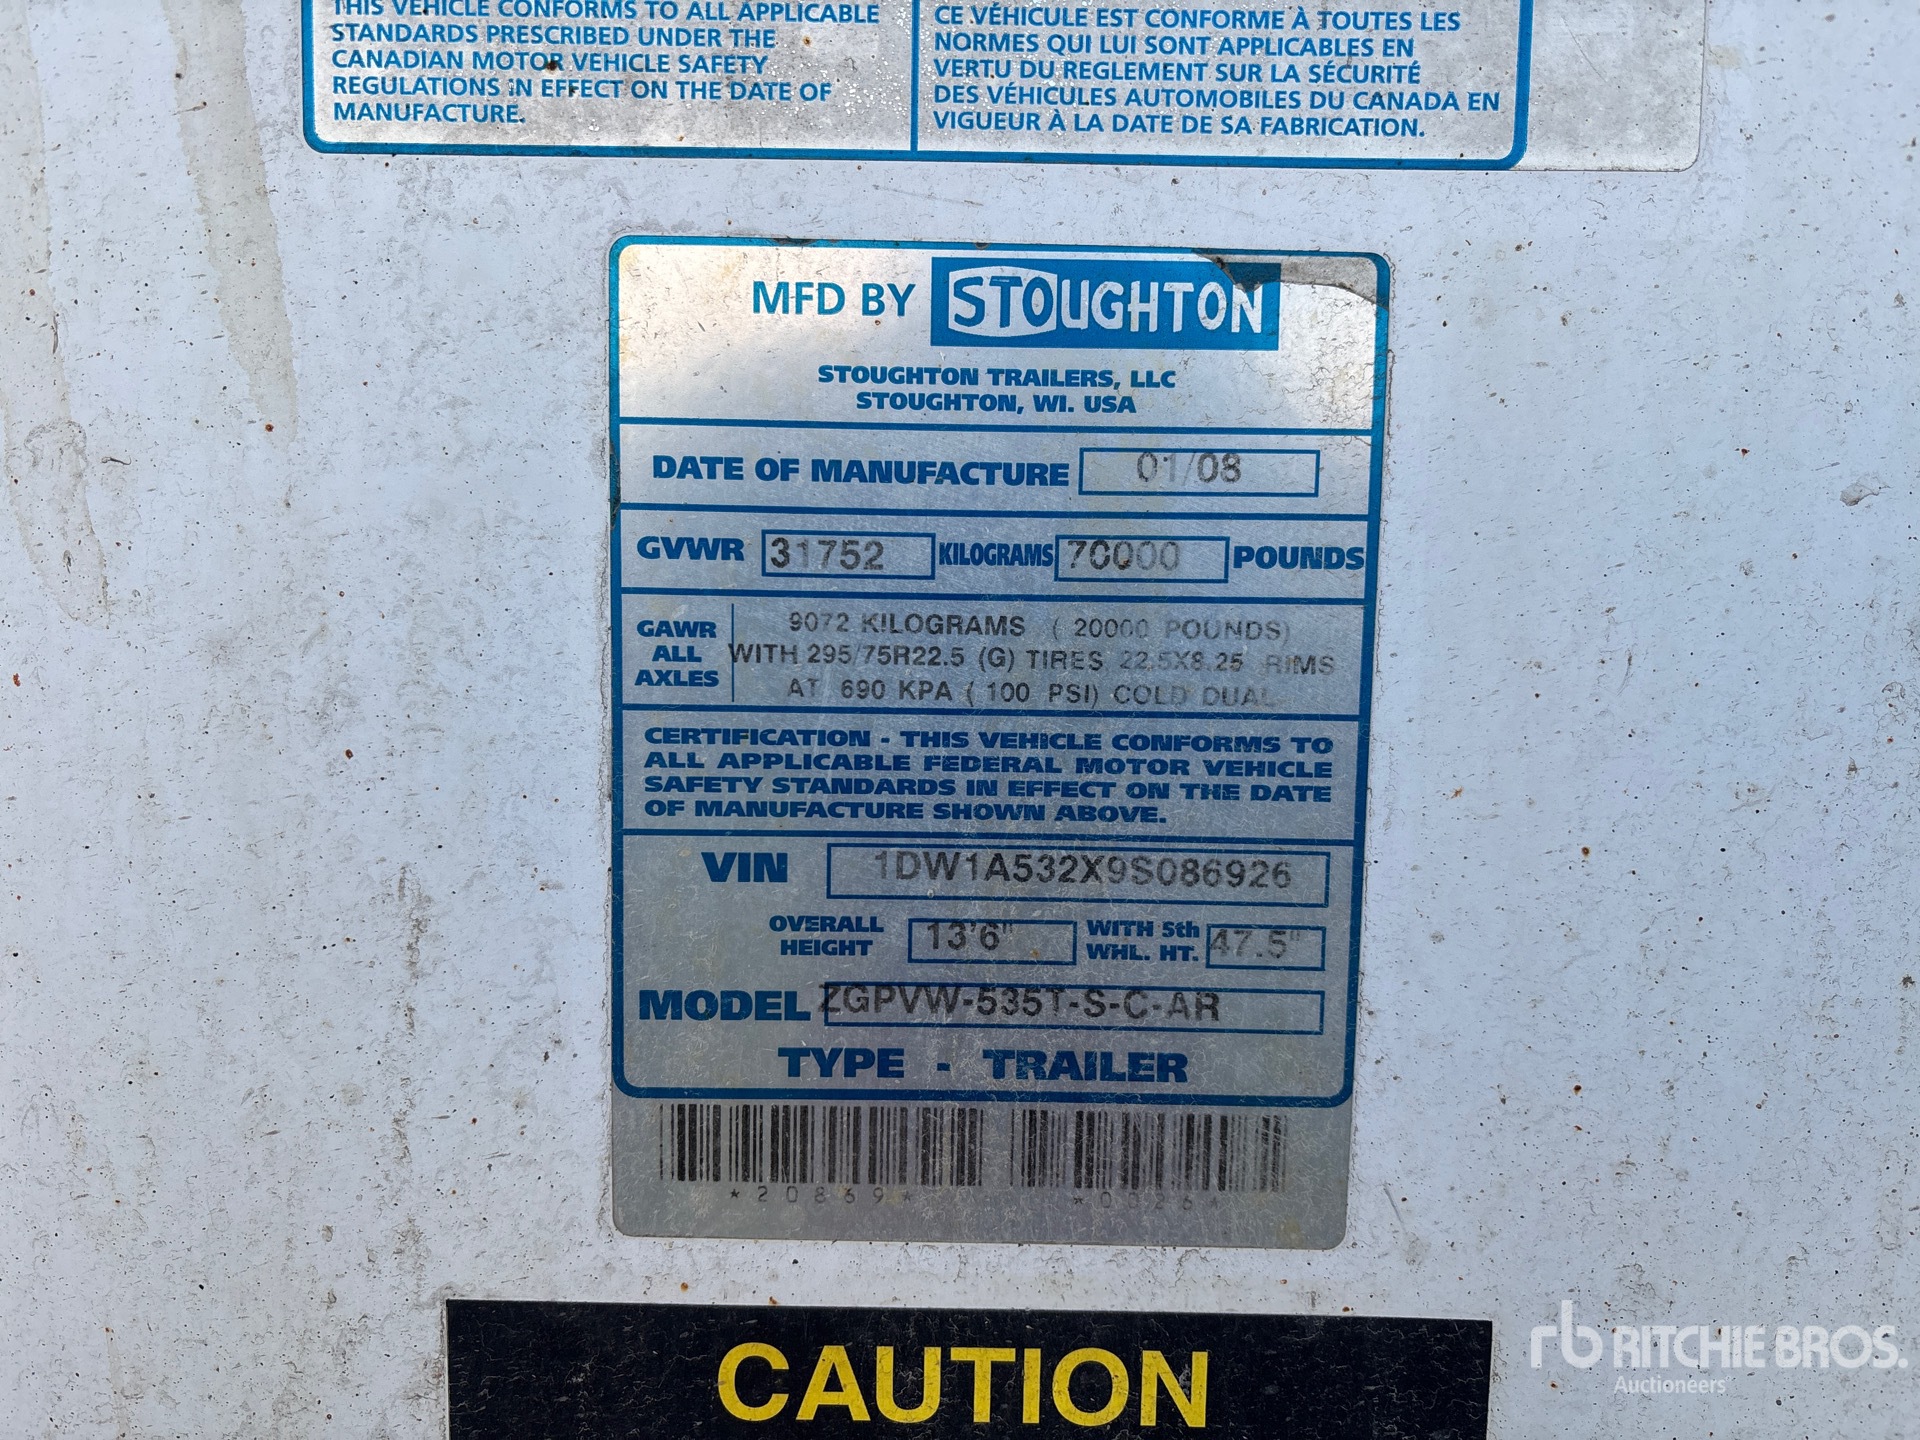 THIS VEHICLE CONFORMS TO ALL APPLICABLE
STANDARDS PRESCRIBED UNDER THE
CANADIAN MOTOR VEHICLE SAFETY
REGULATIONS IN EFFECT ON THE DATE OF
MANUFACTURE.
CE VÉHICULE EST CONFORME À TOUTES LES
NORMES QUI LUI SONT APPLICABLES EN
VERTU DU REGLEMENT SUR LA SÉCURITÉ
DES VÉHICULES AUTOMOBILES DU CANADA EN
VIGUEUR À LA DATE DE SA FABRICATION.
MFD BY STOUGHTON
STOUGHTON TRAILERS, LLC
STOUGHTON, WI. USA
DATE OF MANUFACTURE 01/08
GVWR 31752 KILOGRAMS 70000 POUNDS
GAWR ALL AXLES
9072 KILOGRAMS ( 20000 POUNDS)
WITH 295/75R22.5 (G) TIRES 22.5X8.25 RIMS
AT 690 KPA ( 100 PSI) COLD DUAL
CERTIFICATION - THIS VEHICLE CONFORMS TO
ALL APPLICABLE FEDERAL MOTOR VEHICLE
SAFETY STANDARDS IN EFFECT ON THE DATE
OF MANUFACTURE SHOWN ABOVE.
VIN 1DW1A532X9S086926
OVERALL HEIGHT 13'6" WITH 5th WHL. HT. 47.5"
MODEL ZGPVW-535T-S-C-AR
TYPE - TRAILER
*20869* *0826*
CAUTION
rb RITCHIE BROS.
Auctioneers